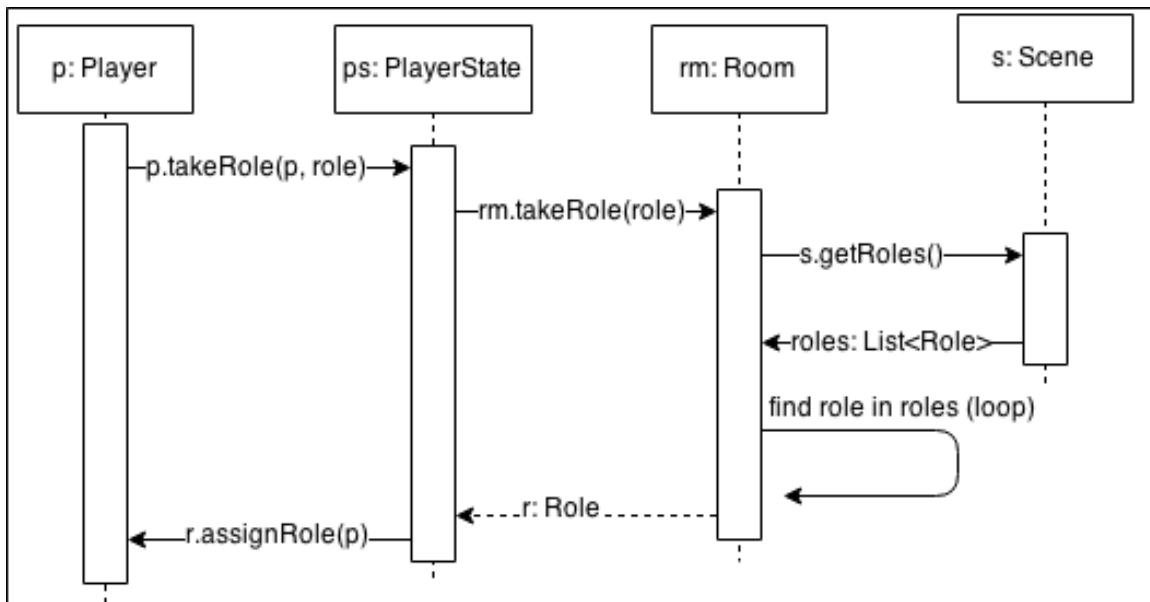 p: Player
ps: PlayerState
rm: Room
s: Scene
p.takeRole(p, role)
rm.takeRole(role)
s.getRoles()
roles: List<Role>
find role in roles (loop)
r: Role
r.assignRole(p)